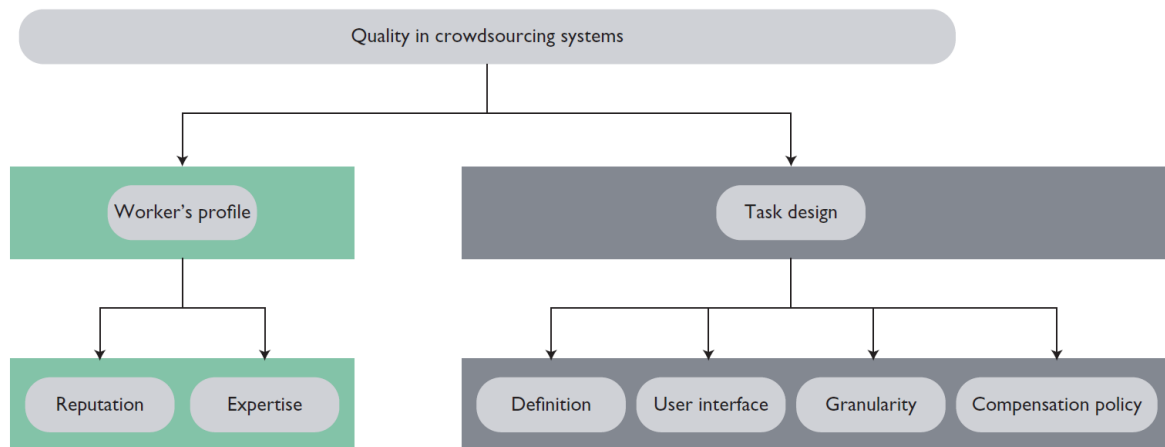 Quality in crowdsourcing systems
Worker’s profile
Task design
Reputation
Expertise
Definition
User interface
Granularity
Compensation policy